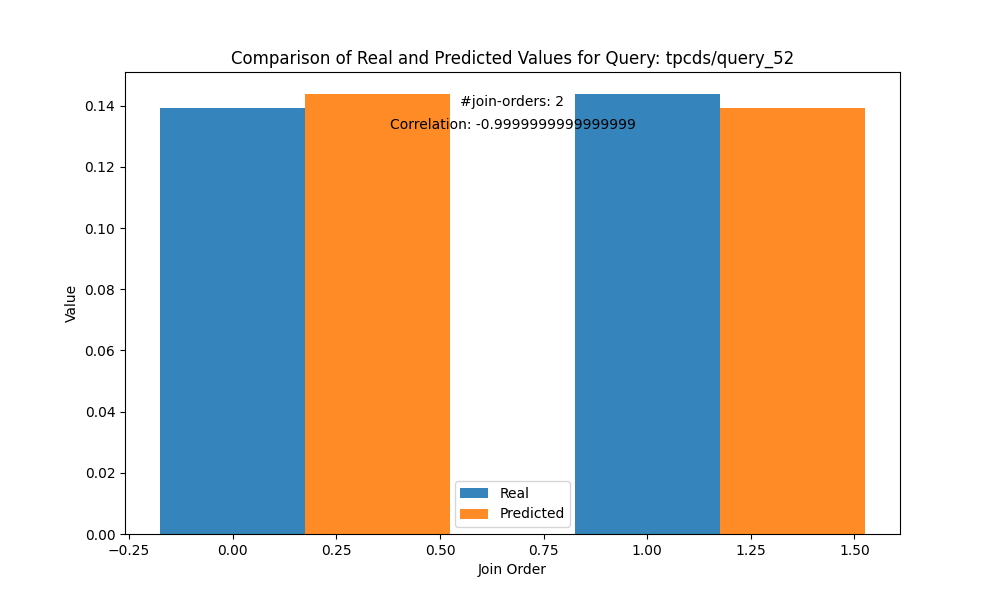 Comparison of Real and Predicted Values for Query: tpcds/query_52
#join-orders: 2
Correlation: -0.9999999999999999
Value
0.14
0.12
0.10
0.08
0.06
0.04
0.02
0.00
Real
Predicted
−0.25 0.00 0.25 0.50 0.75 1.00 1.25 1.50
Join Order